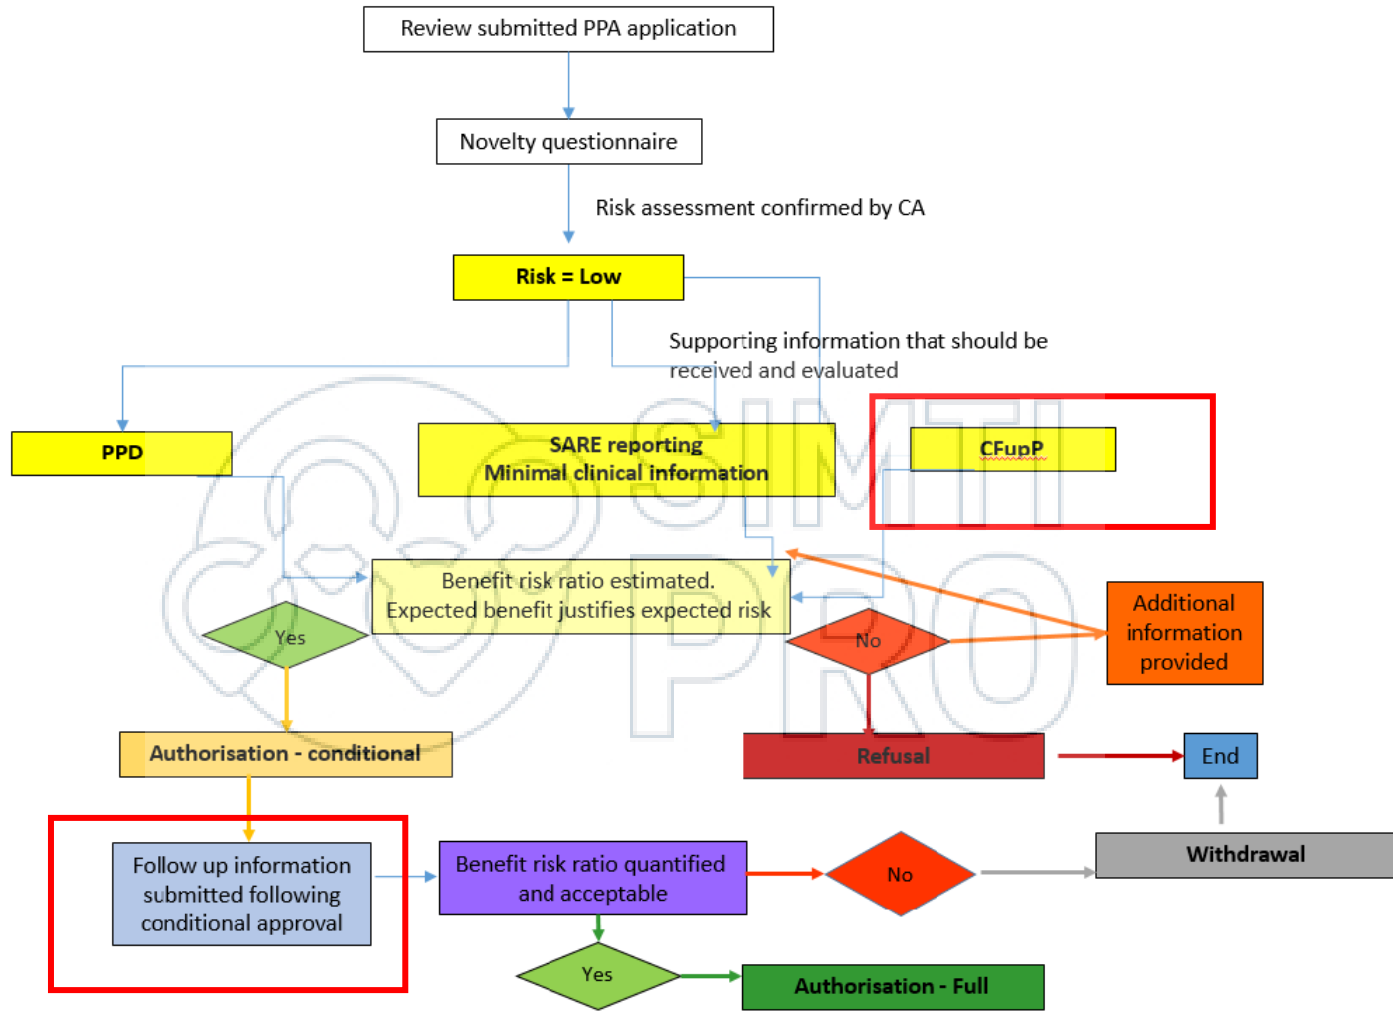 Review submitted PPA application
Novelty questionnaire
Risk assessment confirmed by CA
Risk = Low
Supporting information that should be
received and evaluated
PPD
SARE reporting
Minimal clinical information
CFupP
SIMTI
PRO
Benefit risk ratio estimated.
Expected benefit justifies expected risk
Yes
No
Additional
information
provided
Authorisation - conditional
Refusal
End
Follow up information
submitted following
conditional approval
Benefit risk ratio quantified
and acceptable
No
Withdrawal
Yes
Authorisation - Full